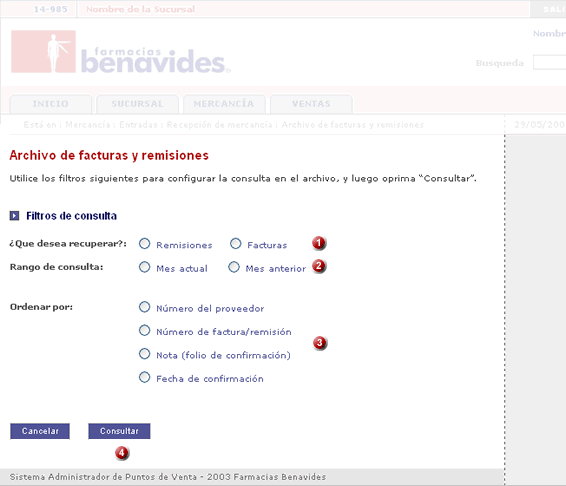 14-985 Nombre de la Sucursal
SALI
Nombr
farmacias
benavides
Busqueda
INICIO SUCURSAL MERCANCÍA VENTAS
Está en : Mercancía : Entradas : Recepción de mercancía : Archivo de facturas y remisiones 29/05/200
Archivo de facturas y remisiones
Utilice los filtros siguientes para configurar la consulta en el archivo, y luego oprima “Consultar”.
Filtros de consulta
¿Que desea recuperar?: Remisiones Facturas 1
Rango de consulta: Mes actual Mes anterior 2
Ordenar por: Número del proveedor
Número de factura/remisión
3
Nota (folio de confirmación)
Fecha de confirmación
Cancelar Consultar
4
Sistema Administrador de Puntos de Venta - 2003 Farmacias Benavides